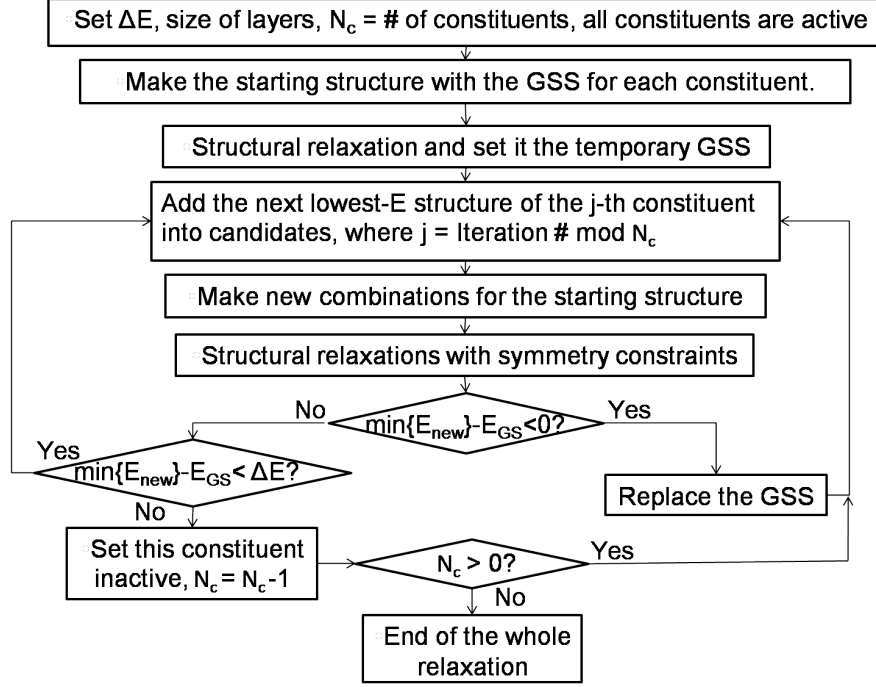 Set ΔE, size of layers, Nc = # of constituents, all constituents are active
Make the starting structure with the GSS for each constituent.
Structural relaxation and set it the temporary GSS
Add the next lowest-E structure of the j-th constituent
into candidates, where j = Iteration # mod Nc
Make new combinations for the starting structure
Structural relaxations with symmetry constraints
No
min{Enew}-EGS<0?
Yes
Yes
min{Enew}-EGS< ΔE?
No
Replace the GSS
Set this constituent
inactive, Nc = Nc-1
Nc > 0?
Yes
No
End of the whole
relaxation